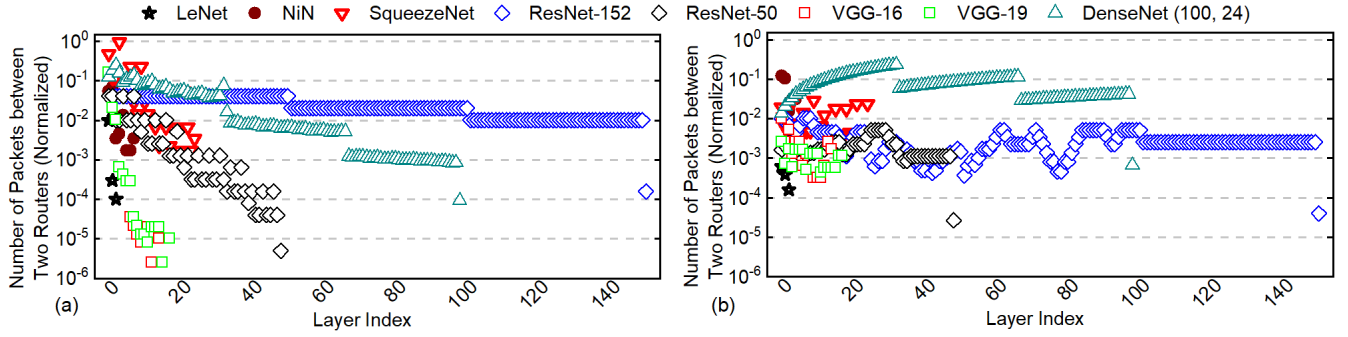 LeNet NiN SqueezeNet ResNet-152 ResNet-50 VGG-16 VGG-19 DenseNet (100, 24)
Number of Packets between
Two Routers (Normalized)
10^0
10^-1
10^-2
10^-3
10^-4
10^-5
10^-6
0 20 40 60 80 100 120 140
(a)
Layer Index
Number of Packets between
Two Routers (Normalized)
10^0
10^-1
10^-2
10^-3
10^-4
10^-5
10^-6
0 20 40 60 80 100 120 140
(b)
Layer Index